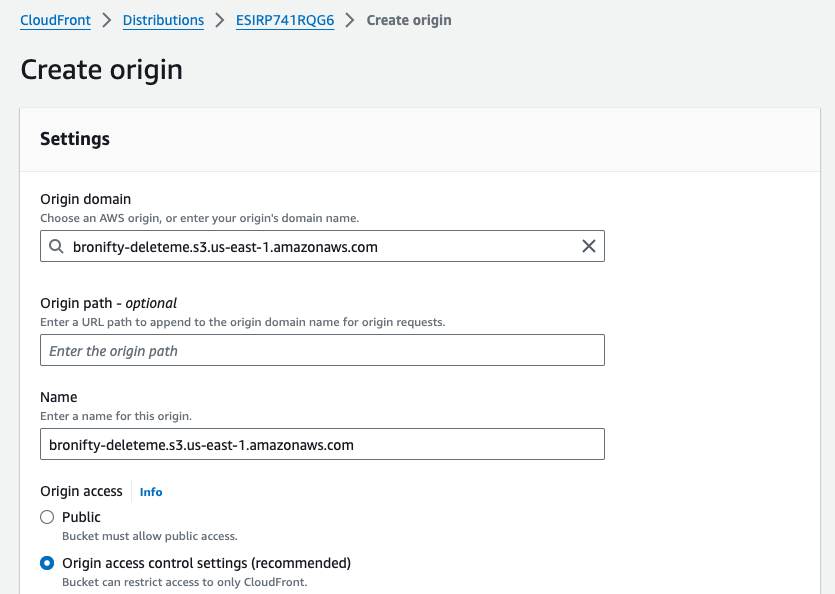 CloudFront > Distributions > ESIRP741RQG6 > Create origin
Create origin
Settings
Origin domain
Choose an AWS origin, or enter your origin's domain name.
bronifty-deleteme.s3.us-east-1.amazonaws.com
Origin path - optional
Enter a URL path to append to the origin domain name for origin requests.
Enter the origin path
Name
Enter a name for this origin.
bronifty-deleteme.s3.us-east-1.amazonaws.com
Origin access Info
Public
Bucket must allow public access.
Origin access control settings (recommended)
Bucket can restrict access to only CloudFront.